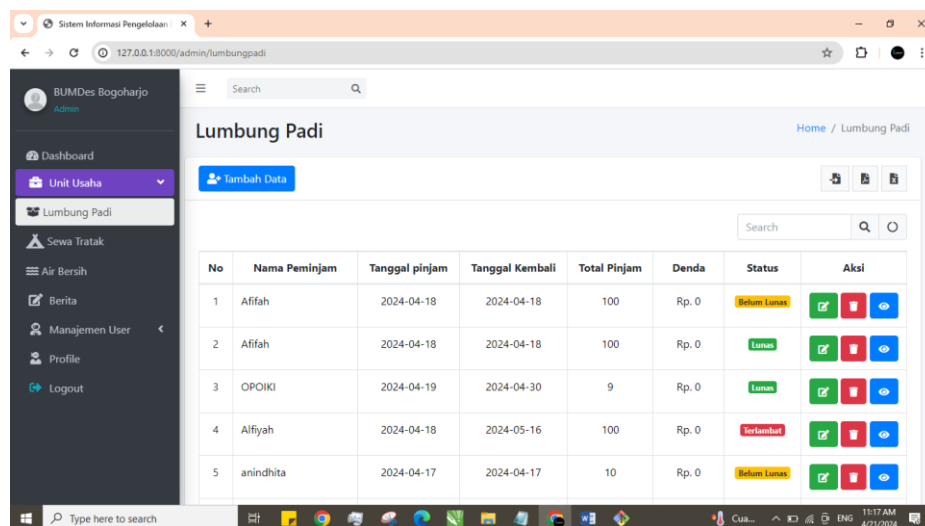 Sistem Informasi Pengelolaan
127.0.0.1:8000/admin/lumbungpadi
BUMDes Bogoharjo
Admin
Search
Lumbung Padi
Home / Lumbung Padi
Dashboard
Unit Usaha
Lumbung Padi
Sewa Tratak
Air Bersih
Berita
Manajemen User
Profile
Logout
Tambah Data
Search
No Nama Peminjam Tanggal pinjam Tanggal Kembali Total Pinjam Denda Status Aksi
1 Afifah 2024-04-18 2024-04-18 100 Rp. 0 Belum Lunas
2 Afifah 2024-04-18 2024-04-18 100 Rp. 0 Lunas
3 OPOIKI 2024-04-19 2024-04-30 9 Rp. 0 Lunas
4 Alfiyah 2024-04-18 2024-05-16 100 Rp. 0 Terlambat
5 anindhita 2024-04-17 2024-04-17 10 Rp. 0 Belum Lunas
Type here to search
Cua... ENG 11:17 AM
4/21/2024